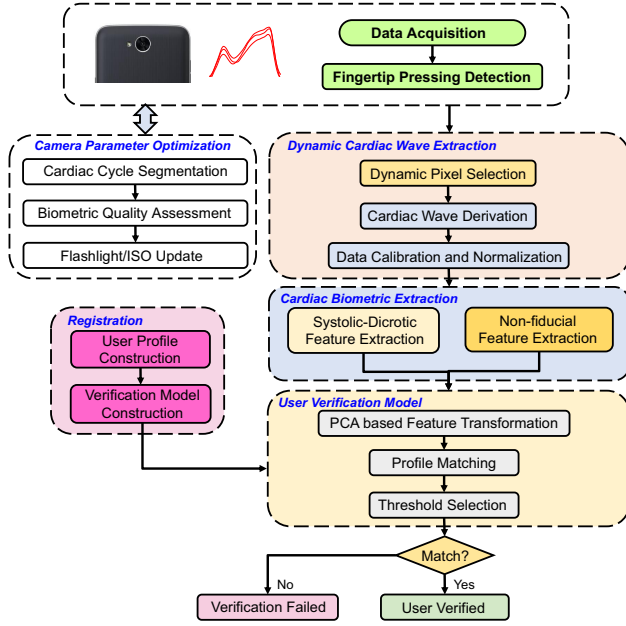 Data Acquisition
Fingertip Pressing Detection
Camera Parameter Optimization
Cardiac Cycle Segmentation
Biometric Quality Assessment
Flashlight/ISO Update
Dynamic Cardiac Wave Extraction
Dynamic Pixel Selection
Cardiac Wave Derivation
Data Calibration and Normalization
Cardiac Biometric Extraction
Systolic-Dicrotic
Feature Extraction
Non-fiducial
Feature Extraction
Registration
User Profile
Construction
Verification Model
Construction
User Verification Model
PCA based Feature Transformation
Profile Matching
Threshold Selection
Match?
No
Yes
Verification Failed
User Verified